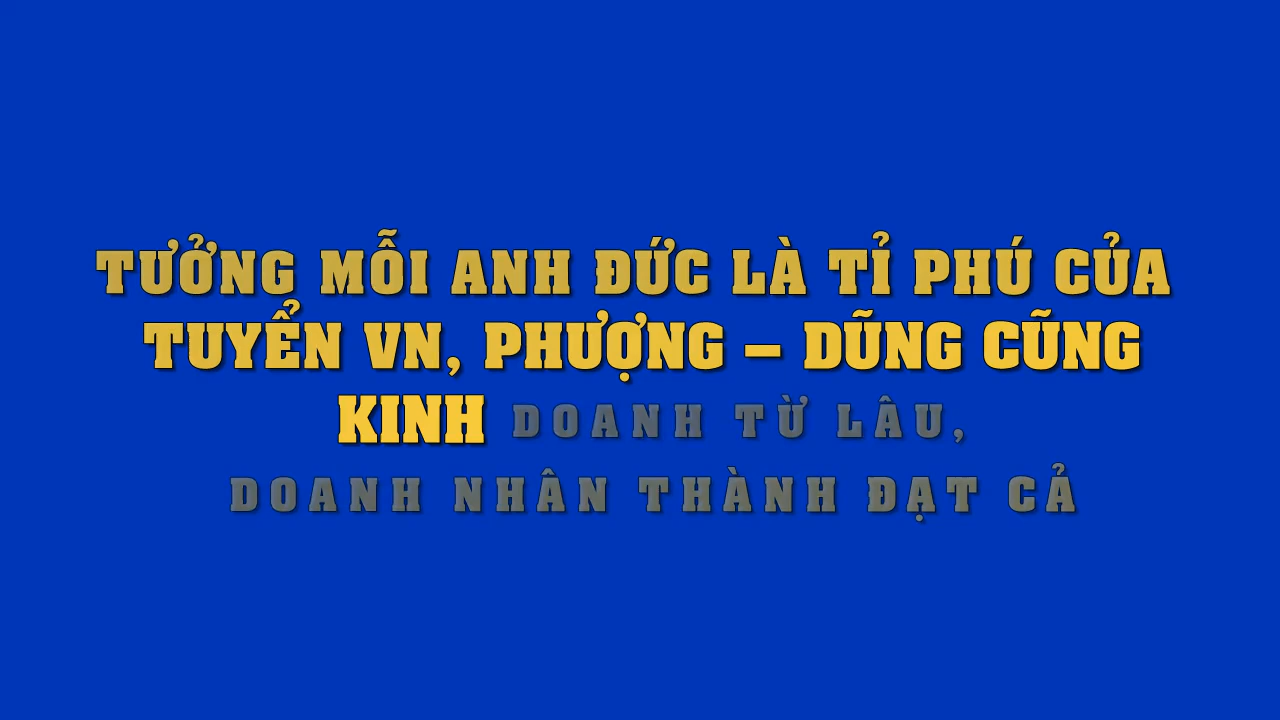 TƯỞNG MỖI ANH ĐỨC LÀ TỈ PHÚ CỦA
TUYỂN VN, PHƯỢNG – DŨNG CŨNG
KINH DOANH TỪ LÂU,
DOANH NHÂN THÀNH ĐẠT CẢ